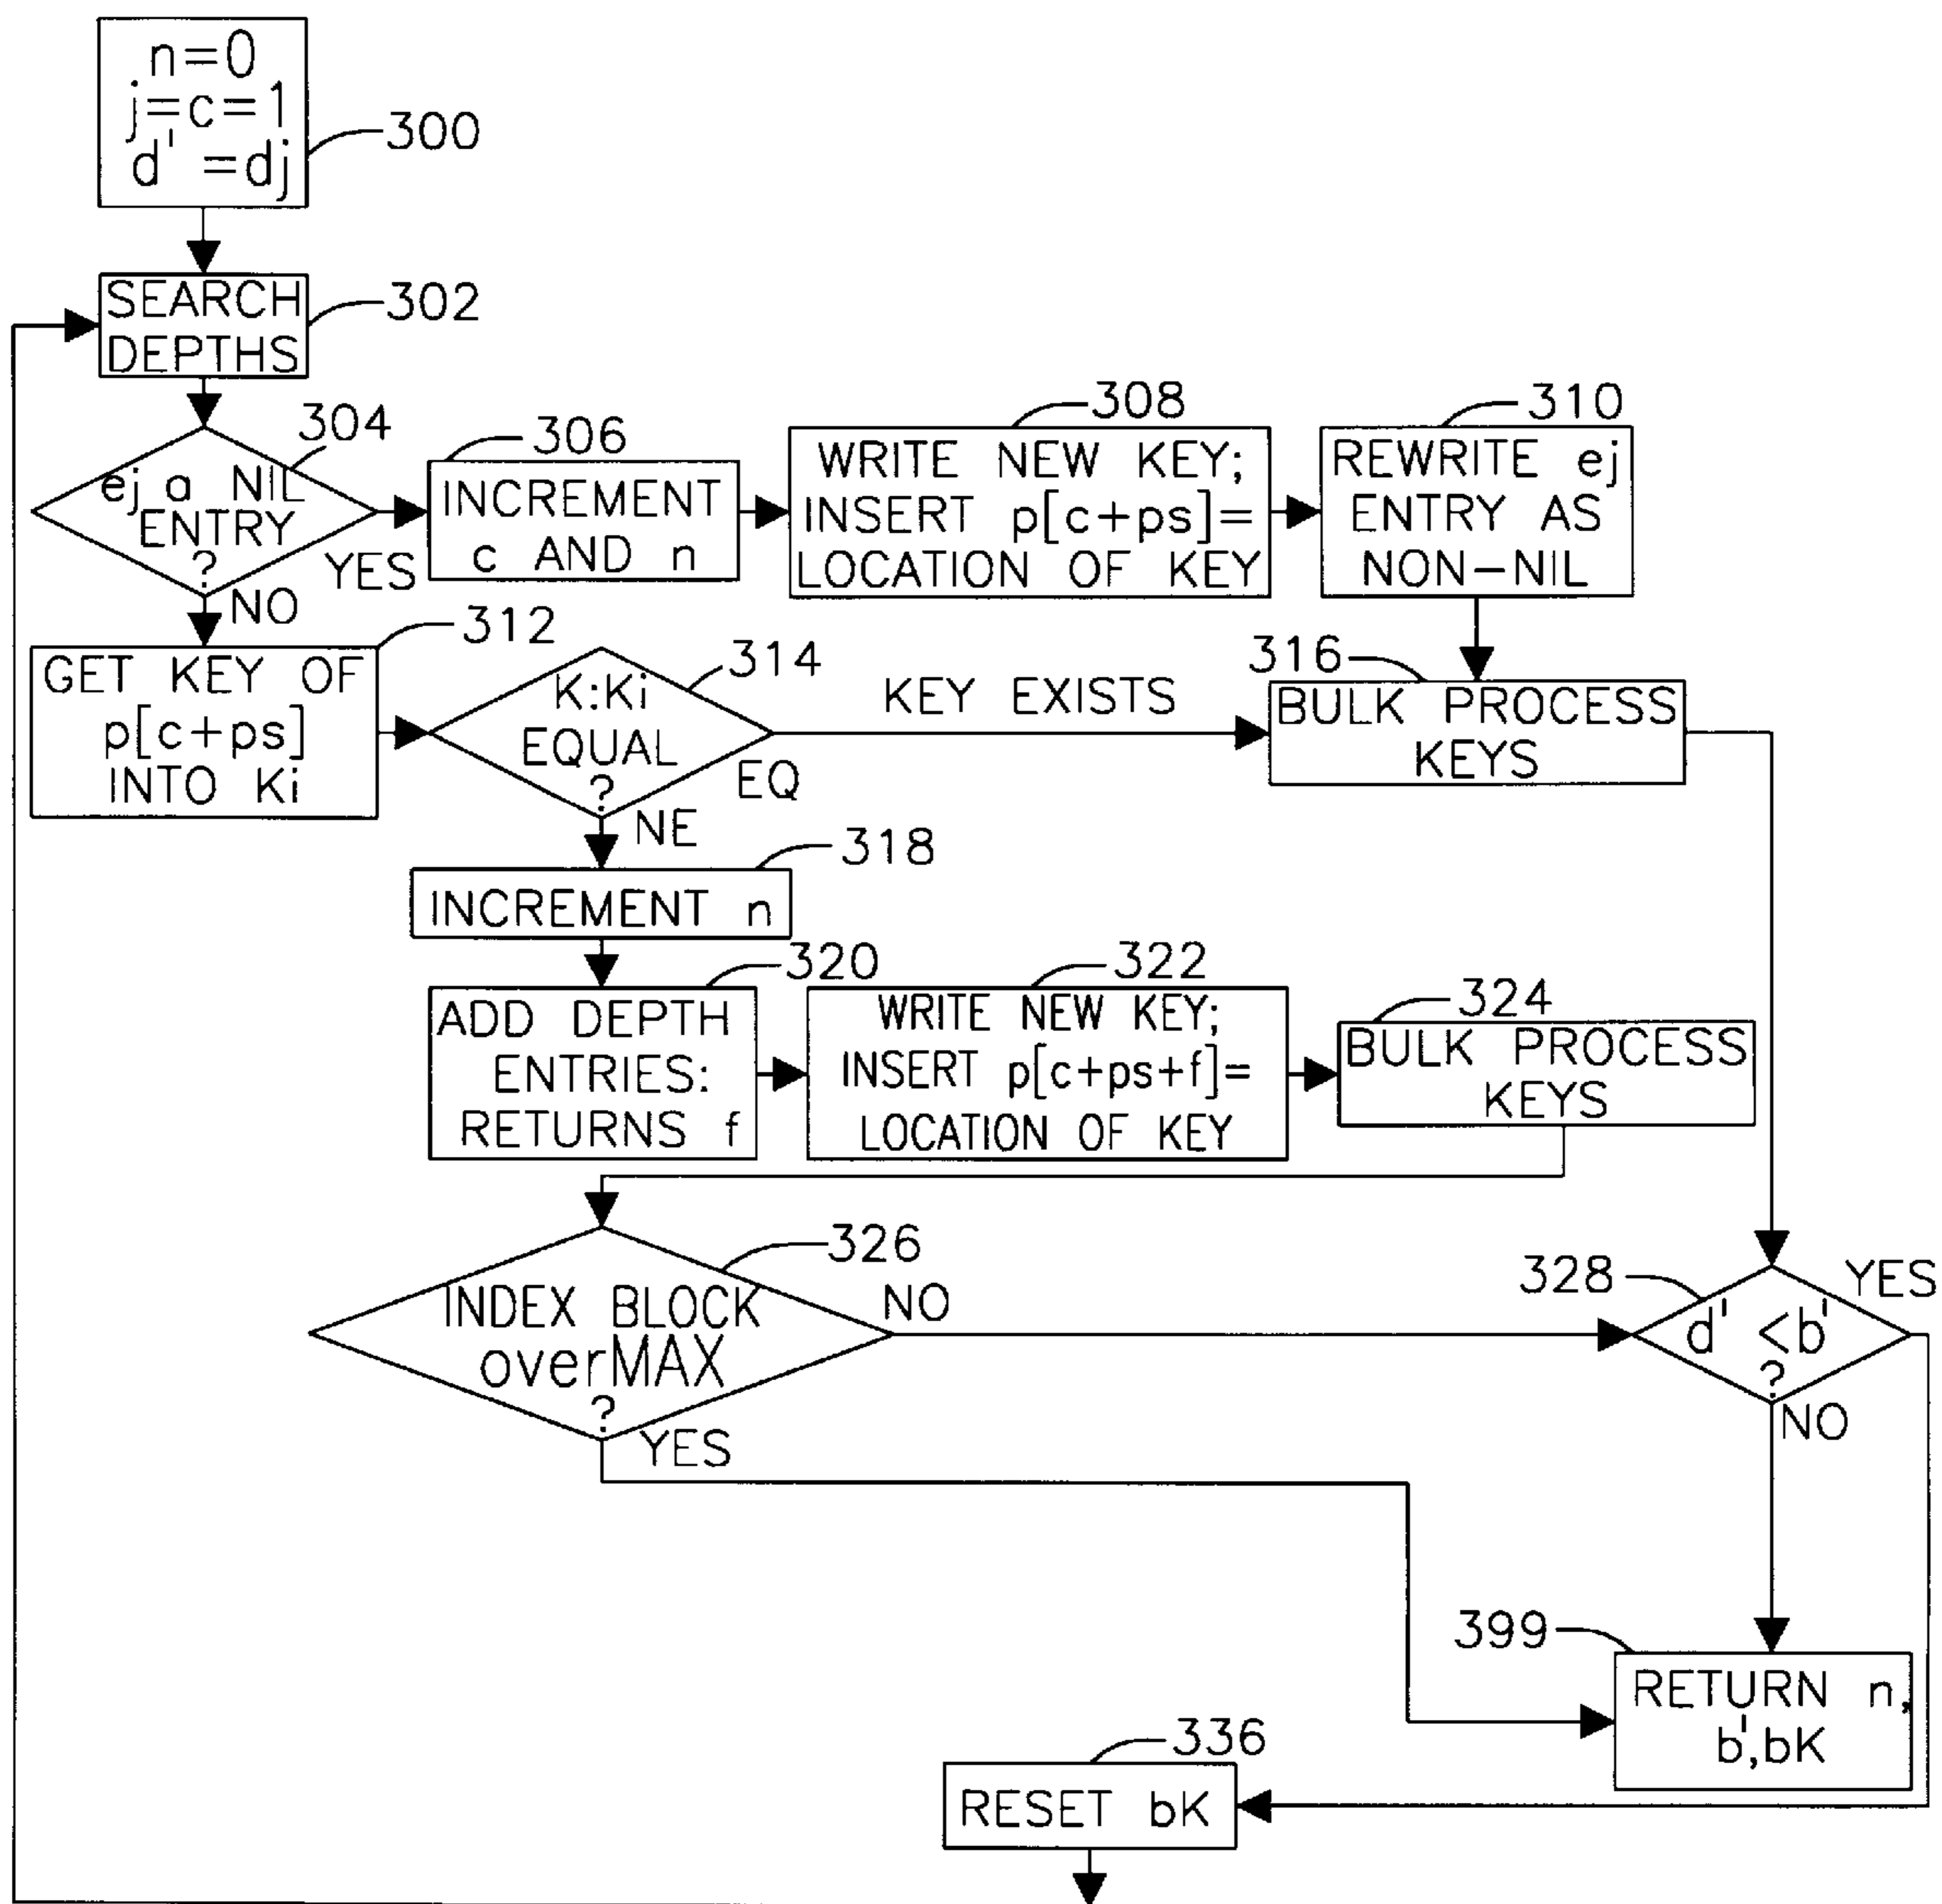 n=0
j=c=1
d' =dj
300
SEARCH
DEPTHS
302
ej a NIL
ENTRY
?
304
YES
NO
306
INCREMENT
c AND n
308
WRITE NEW KEY;
INSERT p[c+ps]=
LOCATION OF KEY
310
REWRITE ej
ENTRY AS
NON-NIL
312
GET KEY OF
p[c+ps]
INTO Ki
314
K:Ki
EQUAL
?
EQ
NE
KEY EXISTS
316
BULK PROCESS
KEYS
318
INCREMENT n
320
ADD DEPTH
ENTRIES:
RETURNS f
322
WRITE NEW KEY;
INSERT p[c+ps+f]=
LOCATION OF KEY
324
BULK PROCESS
KEYS
326
INDEX BLOCK
overMAX
?
NO
YES
328
d' <b'
?
YES
NO
399
RETURN n,
b',bK
336
RESET bK